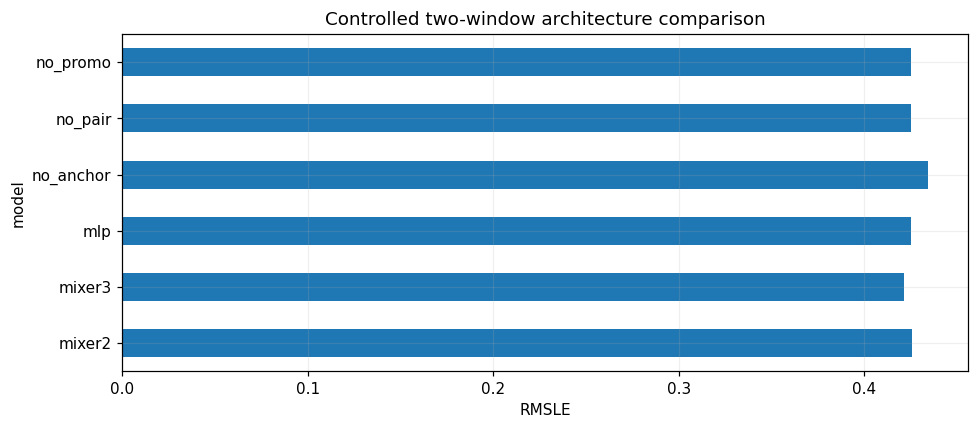 Controlled two-window architecture comparison
no_promo
no_pair
no_anchor
mlp
mixer3
mixer2
model
0.0 0.1 0.2 0.3 0.4
RMSLE